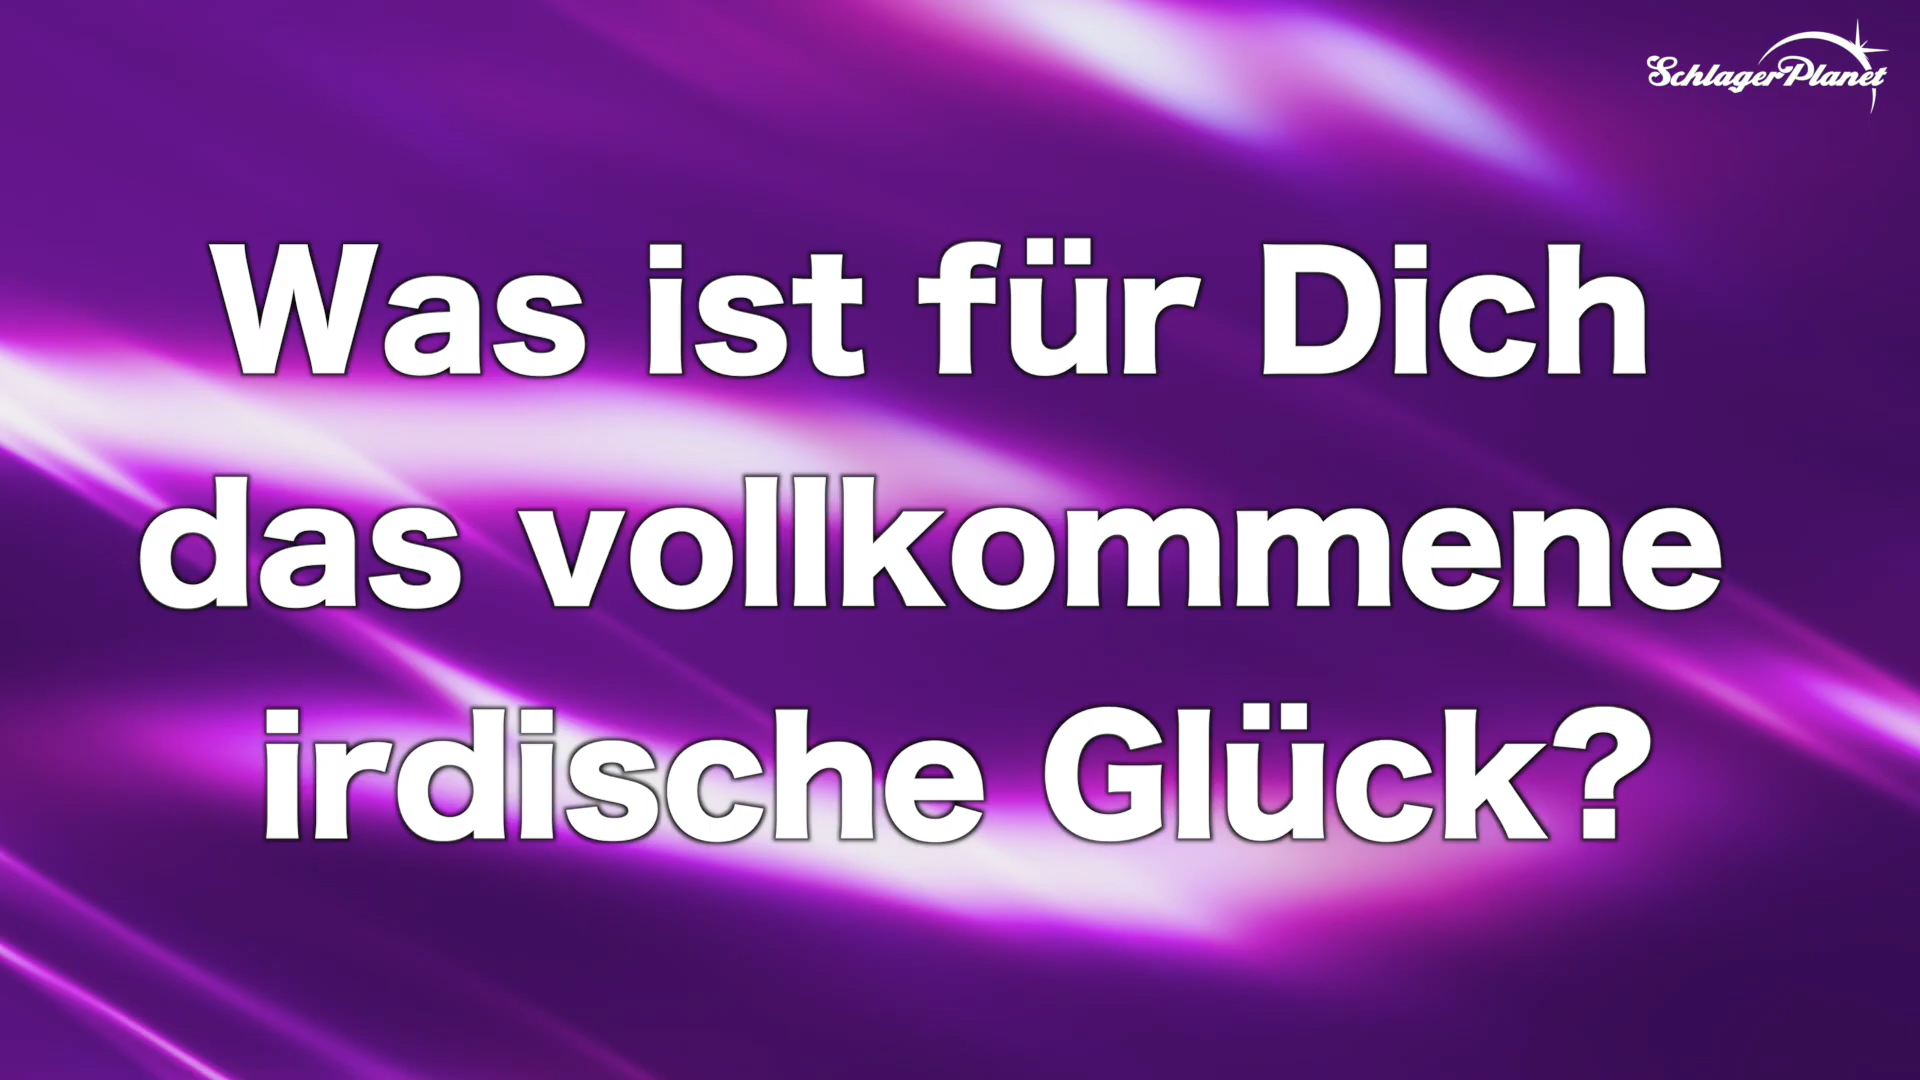 SchlagerPlanet
Was ist für Dich
das vollkommene
irdische Glück?